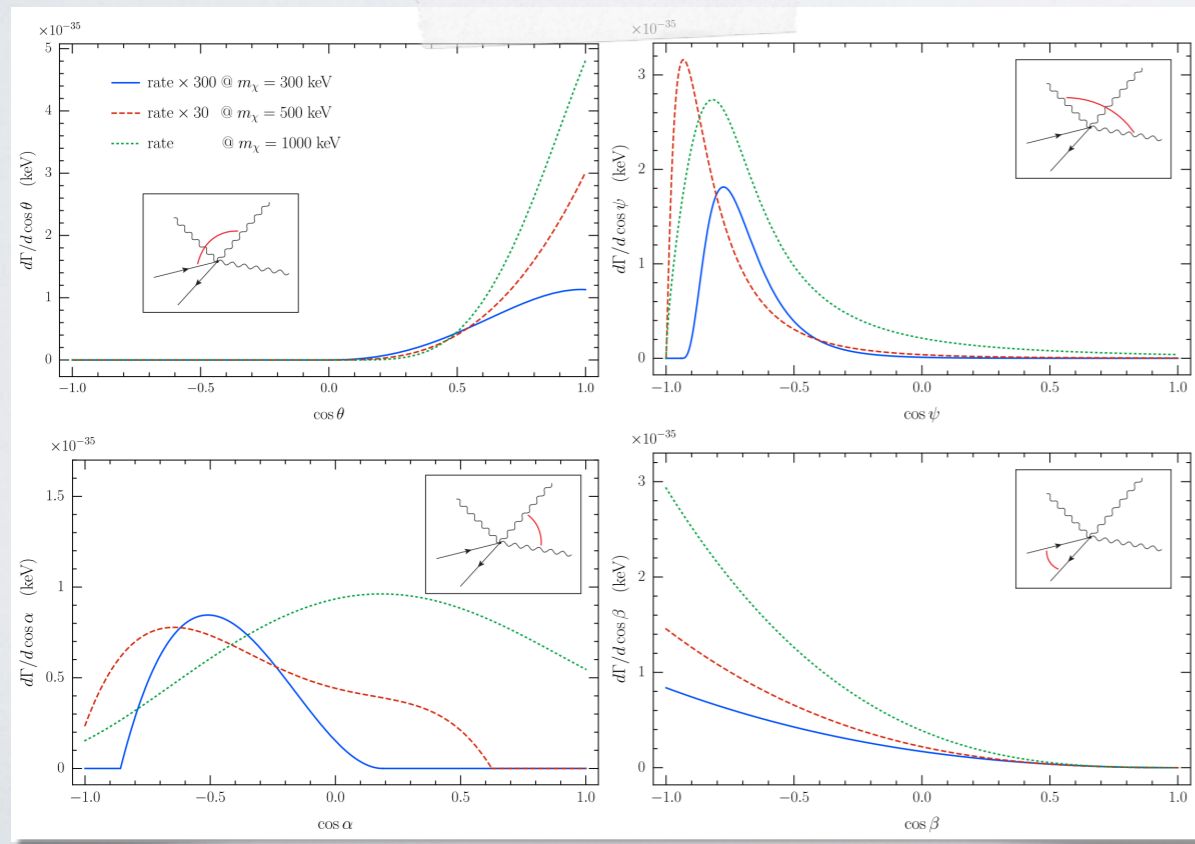 ×10⁻³⁵
5
4
3
2
1
0
dΓ/d cos θ (keV)
rate × 300 @ mχ = 300 keV
rate × 30 @ mχ = 500 keV
rate @ mχ = 1000 keV
−1.0 −0.5 0.0 0.5 1.0
cos θ
×10⁻³⁵
3
2
1
0
dΓ/d cos ψ (keV)
−1.0 −0.5 0.0 0.5 1.0
cos ψ
×10⁻³⁵
1.5
1
0.5
0
dΓ/d cos α (keV)
−1.0 −0.5 0.0 0.5 1.0
cos α
×10⁻³⁵
3
2
1
0
dΓ/d cos β (keV)
−1.0 −0.5 0.0 0.5 1.0
cos β